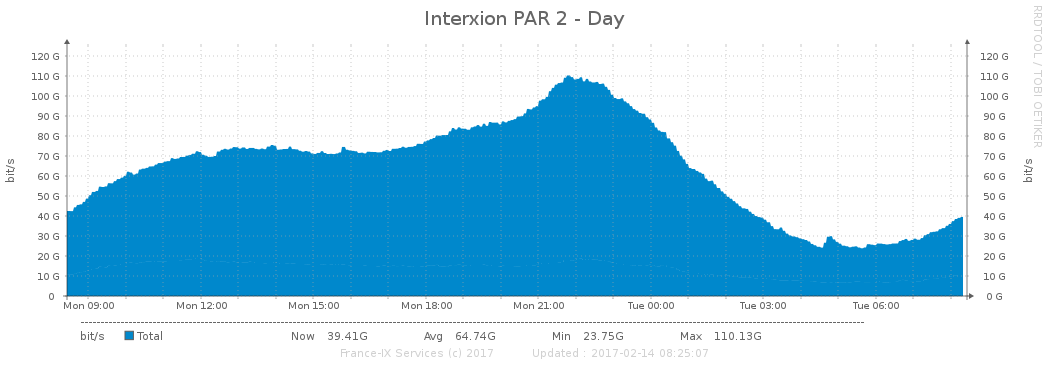 Interxion PAR 2 - Day
RRDTOOL / TOBI OETIKER
bit/s
120 G 120 G
110 G 110 G
100 G 100 G
90 G 90 G
80 G 80 G
70 G 70 G
60 G 60 G
50 G 50 G
40 G 40 G
30 G 30 G
20 G 20 G
10 G 10 G
0 0 G
bit/s
Mon 09:00 Mon 12:00 Mon 15:00 Mon 18:00 Mon 21:00 Tue 00:00 Tue 03:00 Tue 06:00
bit/s Total Now 39.41G Avg 64.74G Min 23.75G Max 110.13G
France-IX Services (c) 2017 Updated : 2017-02-14 08:25:07